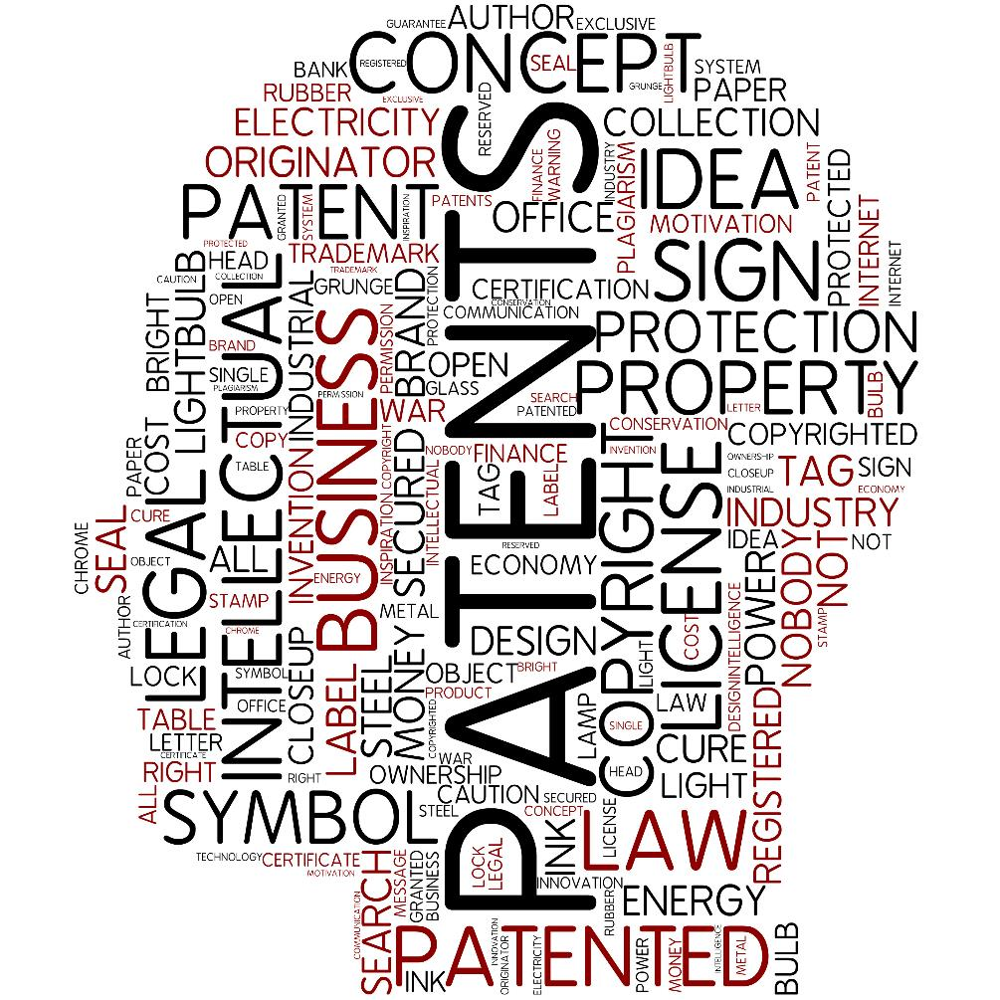 AUTHOR
GUARANTEE
EXCLUSIVE
CONCEPT
REGISTERED
SEAL
LIGHTBULB
BANK
SYSTEM
GRUNGE
PAPER
RUBBER
EXCLUSIVE
RESERVED
ELECTRICITY
COLLECTION
ORIGINATOR
PATENTS
FINANCE
WARNING
INDUSTRY
PLAGIARISM
IDEA
PATENT
PROTECTED
PATENT
GRANTED
SYSTEM
INSPIRATION
PATENTS
OFFICE
MOTIVATION
INTERNET
INTERNET
PROTECTED
TRADEMARK
TRADEMARK
HEAD
COLLECTION
CAUTION
LIGHTBULB
INTELLECTUAL
INDUSTRIAL
GRUNGE
BRAND
PROTECTION
CERTIFICATION
CONSERVATION
COMMUNICATION
SIGN
OPEN
BRIGHT
BUSINESS
PERMISSION
PROTECTION
BRAND
SINGLE
PLAGIARISM
PERMISSION
OPEN
GLASS
PROPERTY
BULB
SEARCH
PATENTED
LETTER
PROPERTY
WAR
CONSERVATION
COPYRIGHTED
COPY
COPYRIGHT
NOBODY
FINANCE
INVENTION
COST
PAPER
TABLE
INVENTION
INSPIRATION
SECURED
INTELLECTUAL
TAG
LABEL
COPYRIGHT
LICENSE
OWNERSHIP
CLOSEUP
INDUSTRIAL
TAG
SIGN
ECONOMY
LEGAL
CURE
SEAL
CHROME
INDUSTRY
IDEA
NOT
OBJECT
ALL
RESERVED
ECONOMY
ENERGY
STAMP
METAL
POWER
NOBODY
NOT
STAMP
AUTHOR
CERTIFICATION
CHROME
DESIGN
COST
INTELLIGENCE
DESIGN
LOCK
SYMBOL
CLOSEUP
LABEL
STEEL
MONEY
OBJECT
BRIGHT
PRODUCT
LIGHT
OFFICE
COPYRIGHTED
LAMP
LAW
TABLE
SINGLE
REGISTERED
LETTER
CERTIFICATE
CURE
WAR
RIGHT
RIGHT
OWNERSHIP
HEAD
LIGHT
ALL
SYMBOL
STEEL
CAUTION
SECURED
CONCEPT
INK
LICENSE
LAW
TECHNOLOGY
CERTIFICATE
MOTIVATION
LOCK
LEGAL
COMMUNICATION
SEARCH
MESSAGE
GRANTED
BUSINESS
INNOVATION
RUBBER
ENERGY
PATENTED
INK
INNOVATION
ORIGINATOR
ELECTRICITY
POWER
MONEY
INTELLIGENCE
METAL
BULB